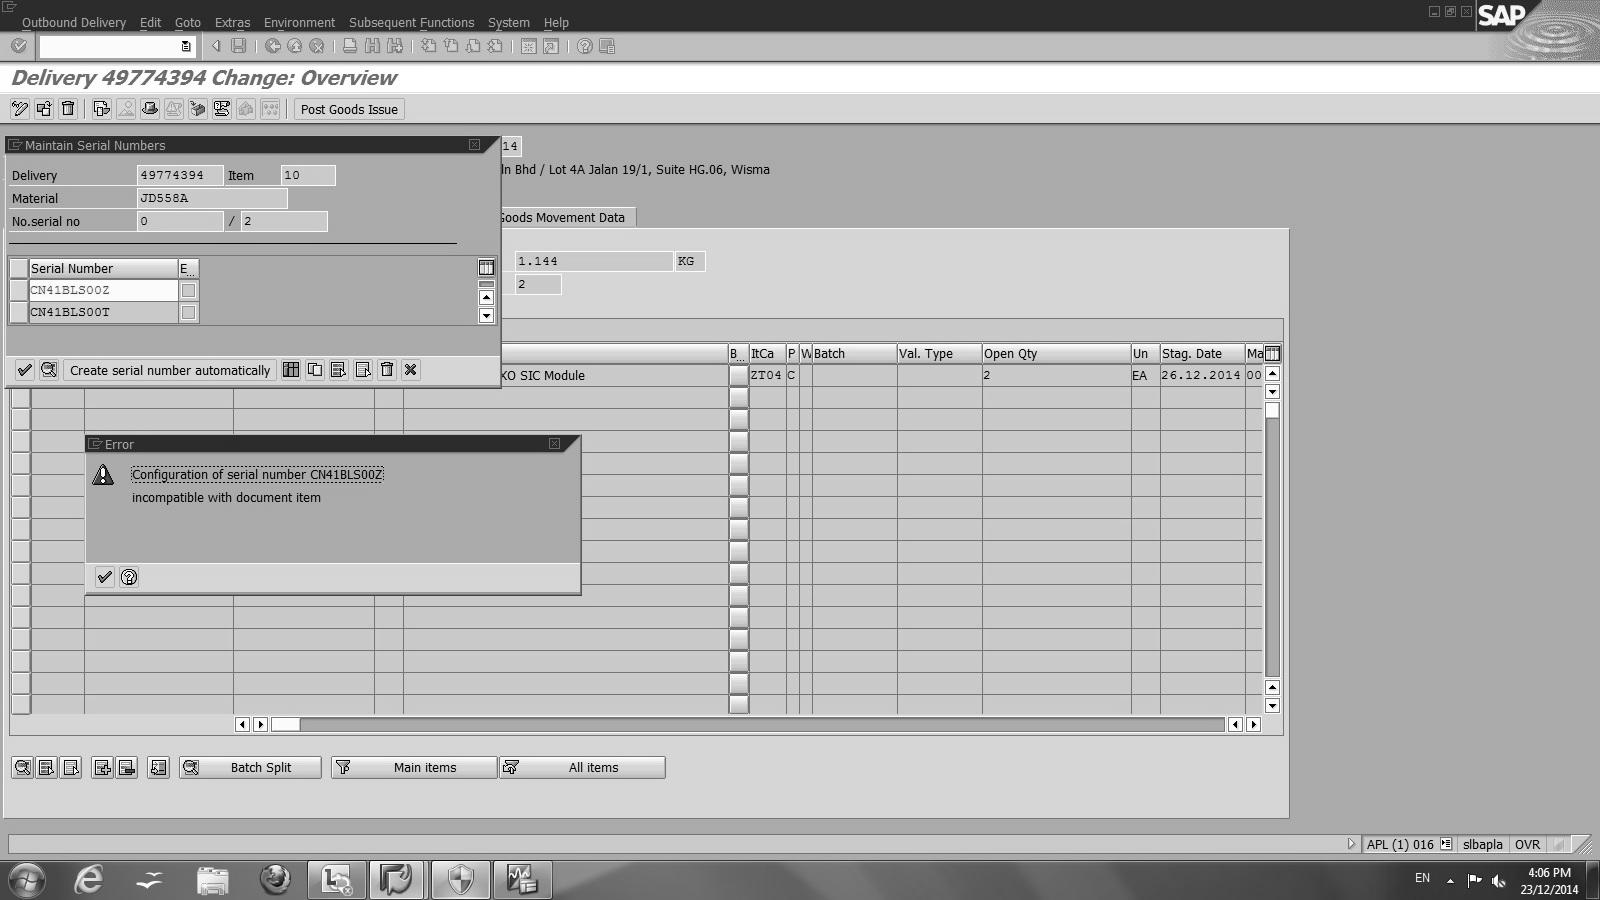 Outbound Delivery Edit Goto Extras Environment Subsequent Functions System Help
SAP
Delivery 49774394 Change: Overview
Post Goods Issue
Maintain Serial Numbers
14
Delivery 49774394 Item 10
ln Bhd / Lot 4A Jalan 19/1, Suite HG.06, Wisma
Material JD558A
No.serial no 0 / 2
Goods Movement Data
1.144 KG
Serial Number E...
2
CN41BLS00Z
CN41BLS00T
B... ItCa P W Batch Val. Type Open Qty Un Stag. Date Ma
Create serial number automatically
KO SIC Module ZT04 C 2 EA 26.12.2014 00
Error
Configuration of serial number CN41BLS00Z
incompatible with document item
Batch Split Main items All items
APL (1) 016 slbapla OVR
EN 4:06 PM
23/12/2014